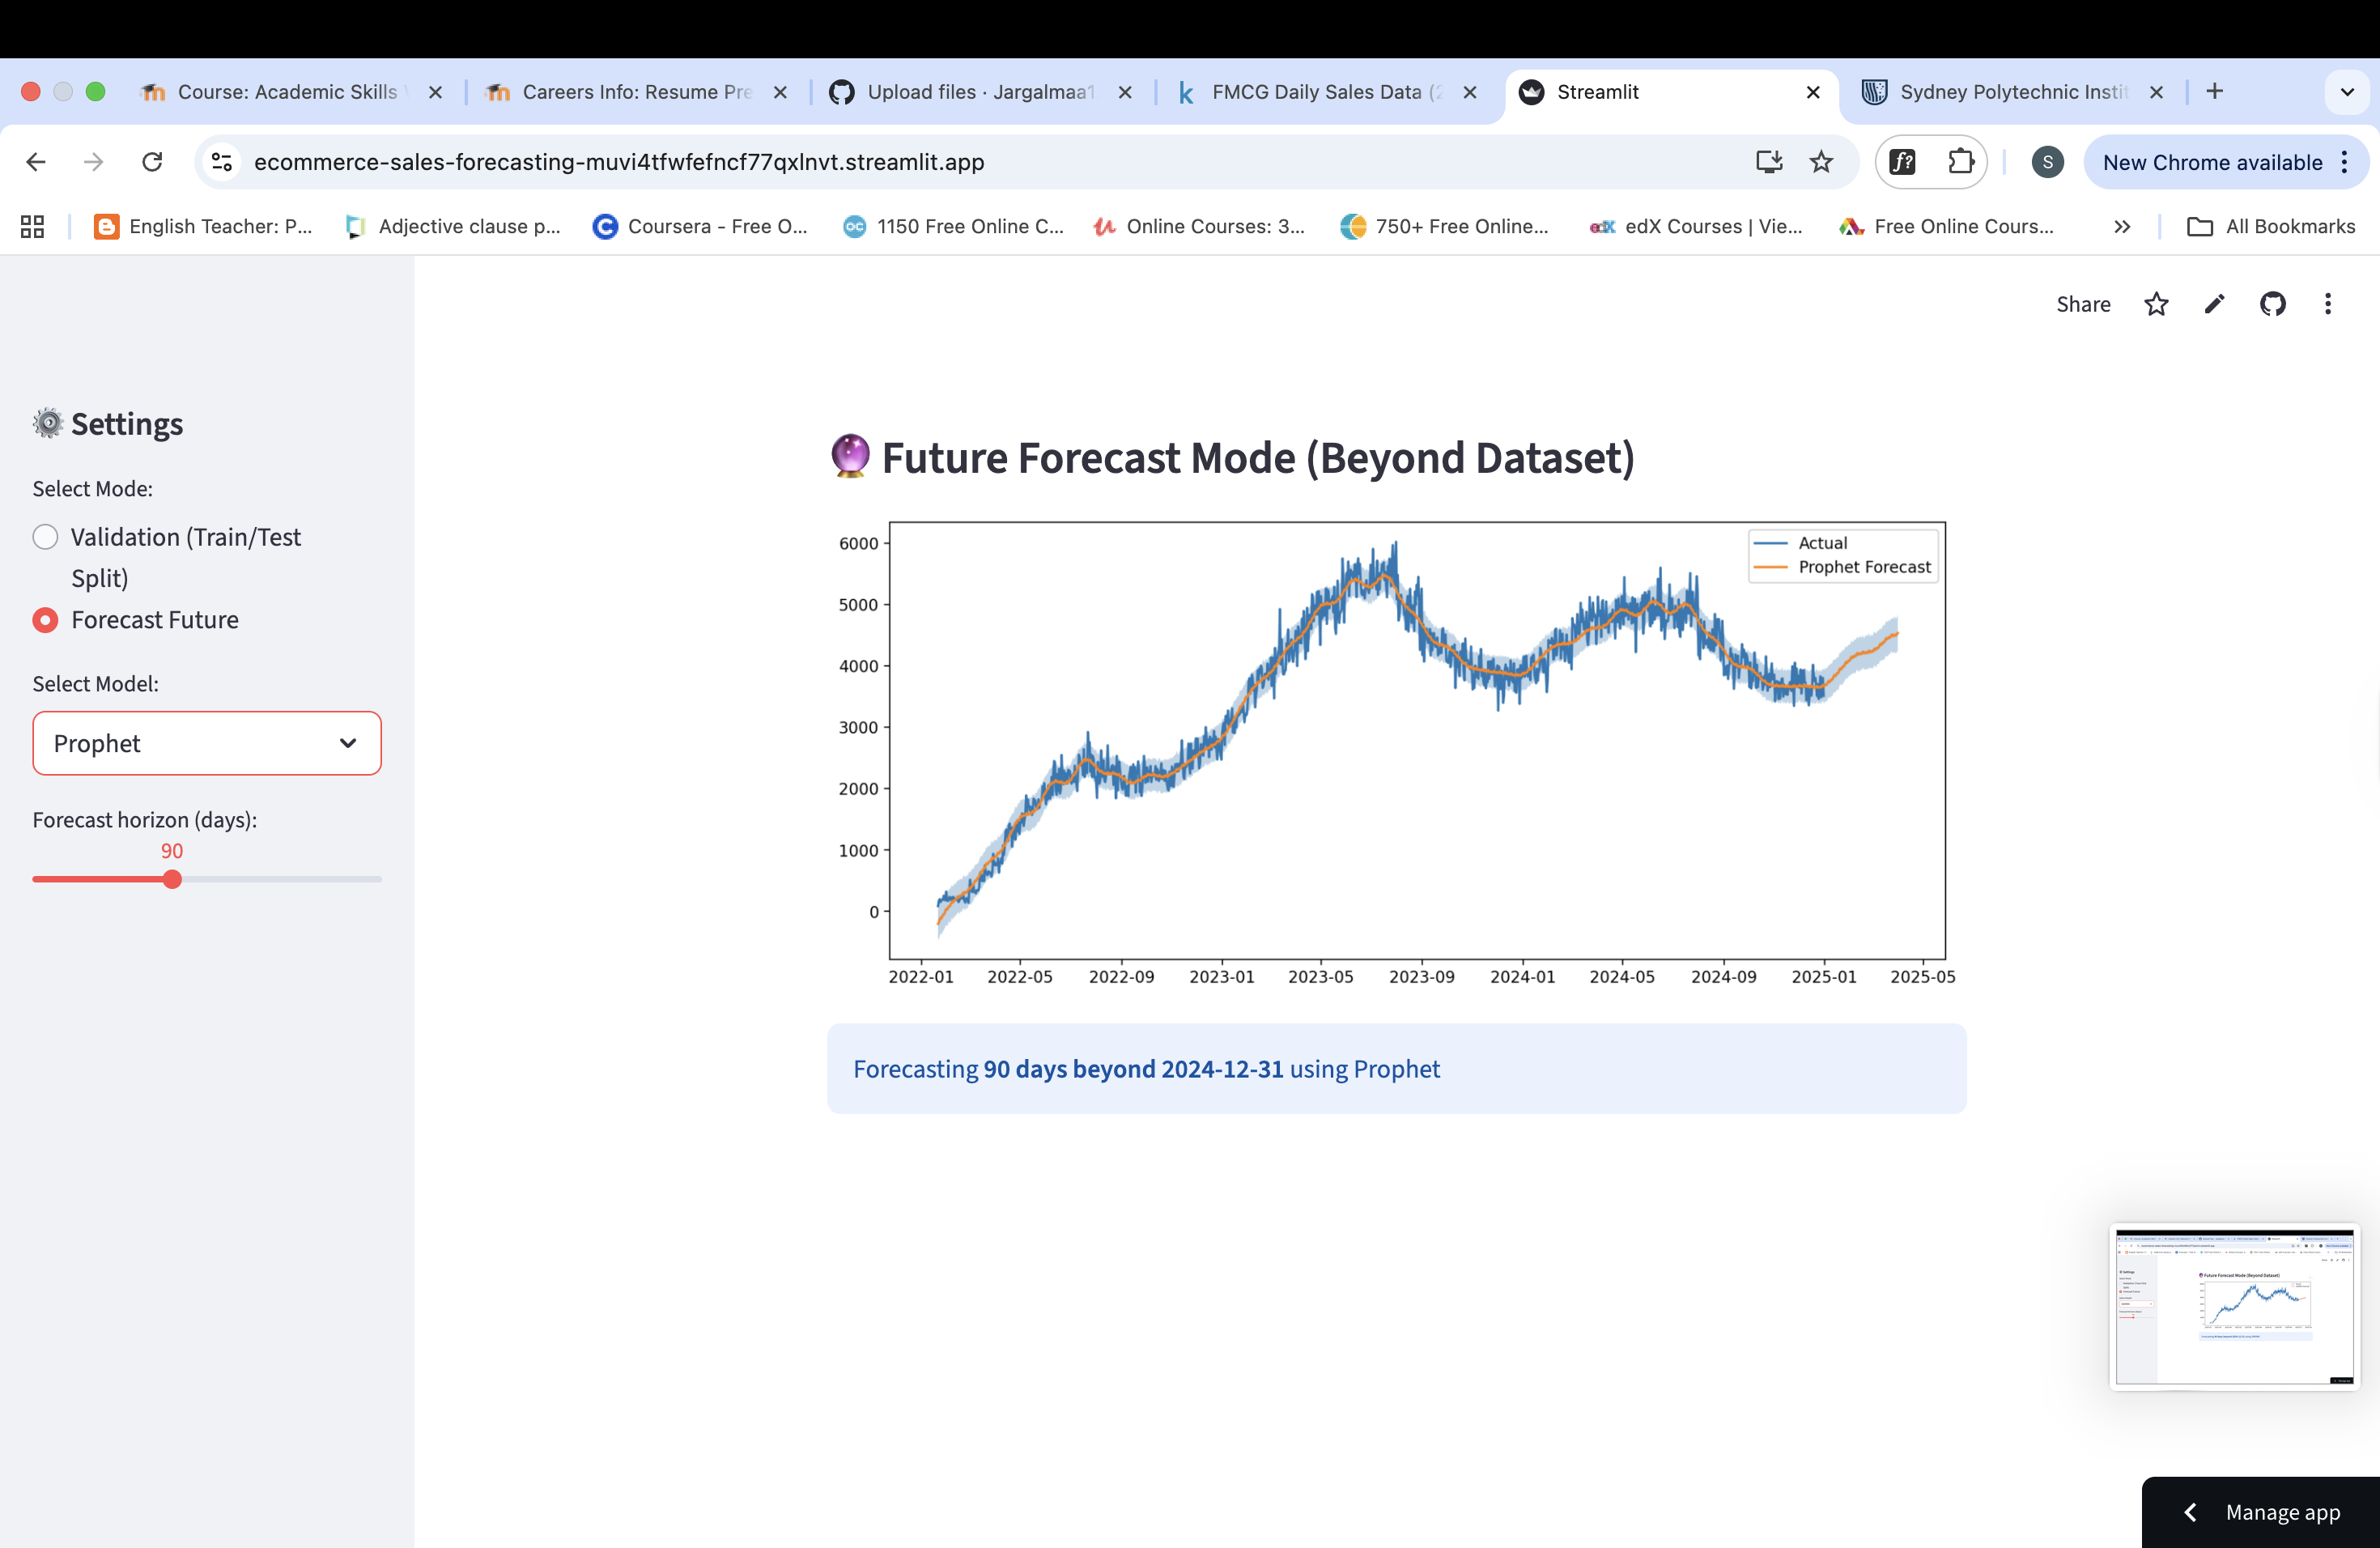 Course: Academic Skills
Careers Info: Resume Pre
Upload files · Jargalmaa1
FMCG Daily Sales Data (2
Streamlit
Sydney Polytechnic Instit
ecommerce-sales-forecasting-muvi4tfwfefncf77qxlnvt.streamlit.app
f?
S
New Chrome available
English Teacher: P...
Adjective clause p...
Coursera - Free O...
1150 Free Online C...
Online Courses: 3...
750+ Free Online...
edX Courses | Vie...
Free Online Cours...
All Bookmarks
Share
Settings
Select Mode:
Validation (Train/Test
Split)
Forecast Future
Select Model:
Prophet
Forecast horizon (days):
90
Future Forecast Mode (Beyond Dataset)
Actual
Prophet Forecast
6000
5000
4000
3000
2000
1000
0
2022-01 2022-05 2022-09 2023-01 2023-05 2023-09 2024-01 2024-05 2024-09 2025-01 2025-05
Forecasting 90 days beyond 2024-12-31 using Prophet
Future Forecast Mode (Beyond Dataset)
Manage app